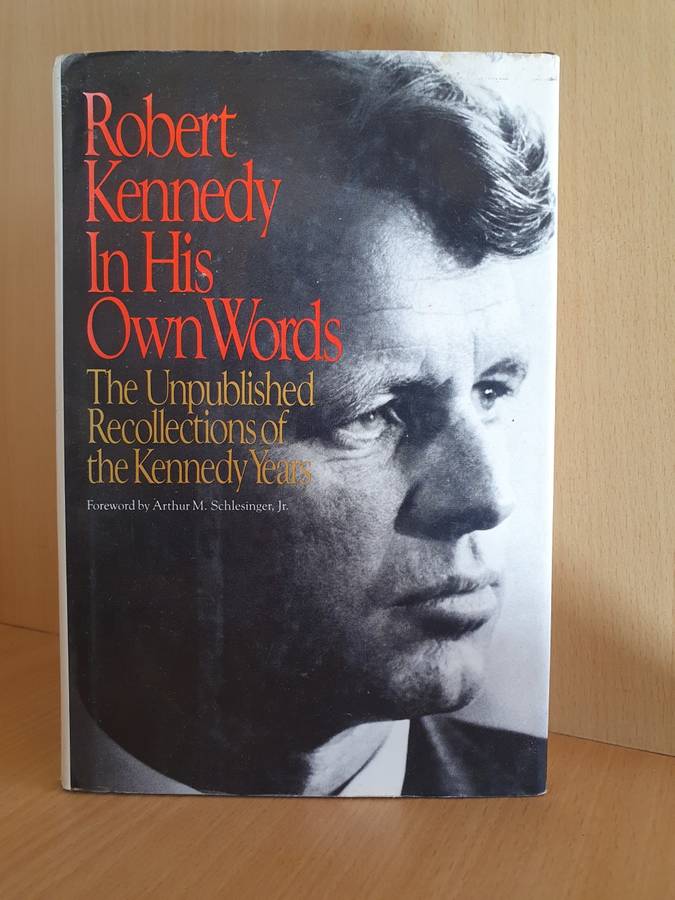 Robert
Kennedy
In His
Own Words
The Unpublished
Recollections of
the Kennedy Years
Foreword by Arthur M. Schlesinger, Jr.